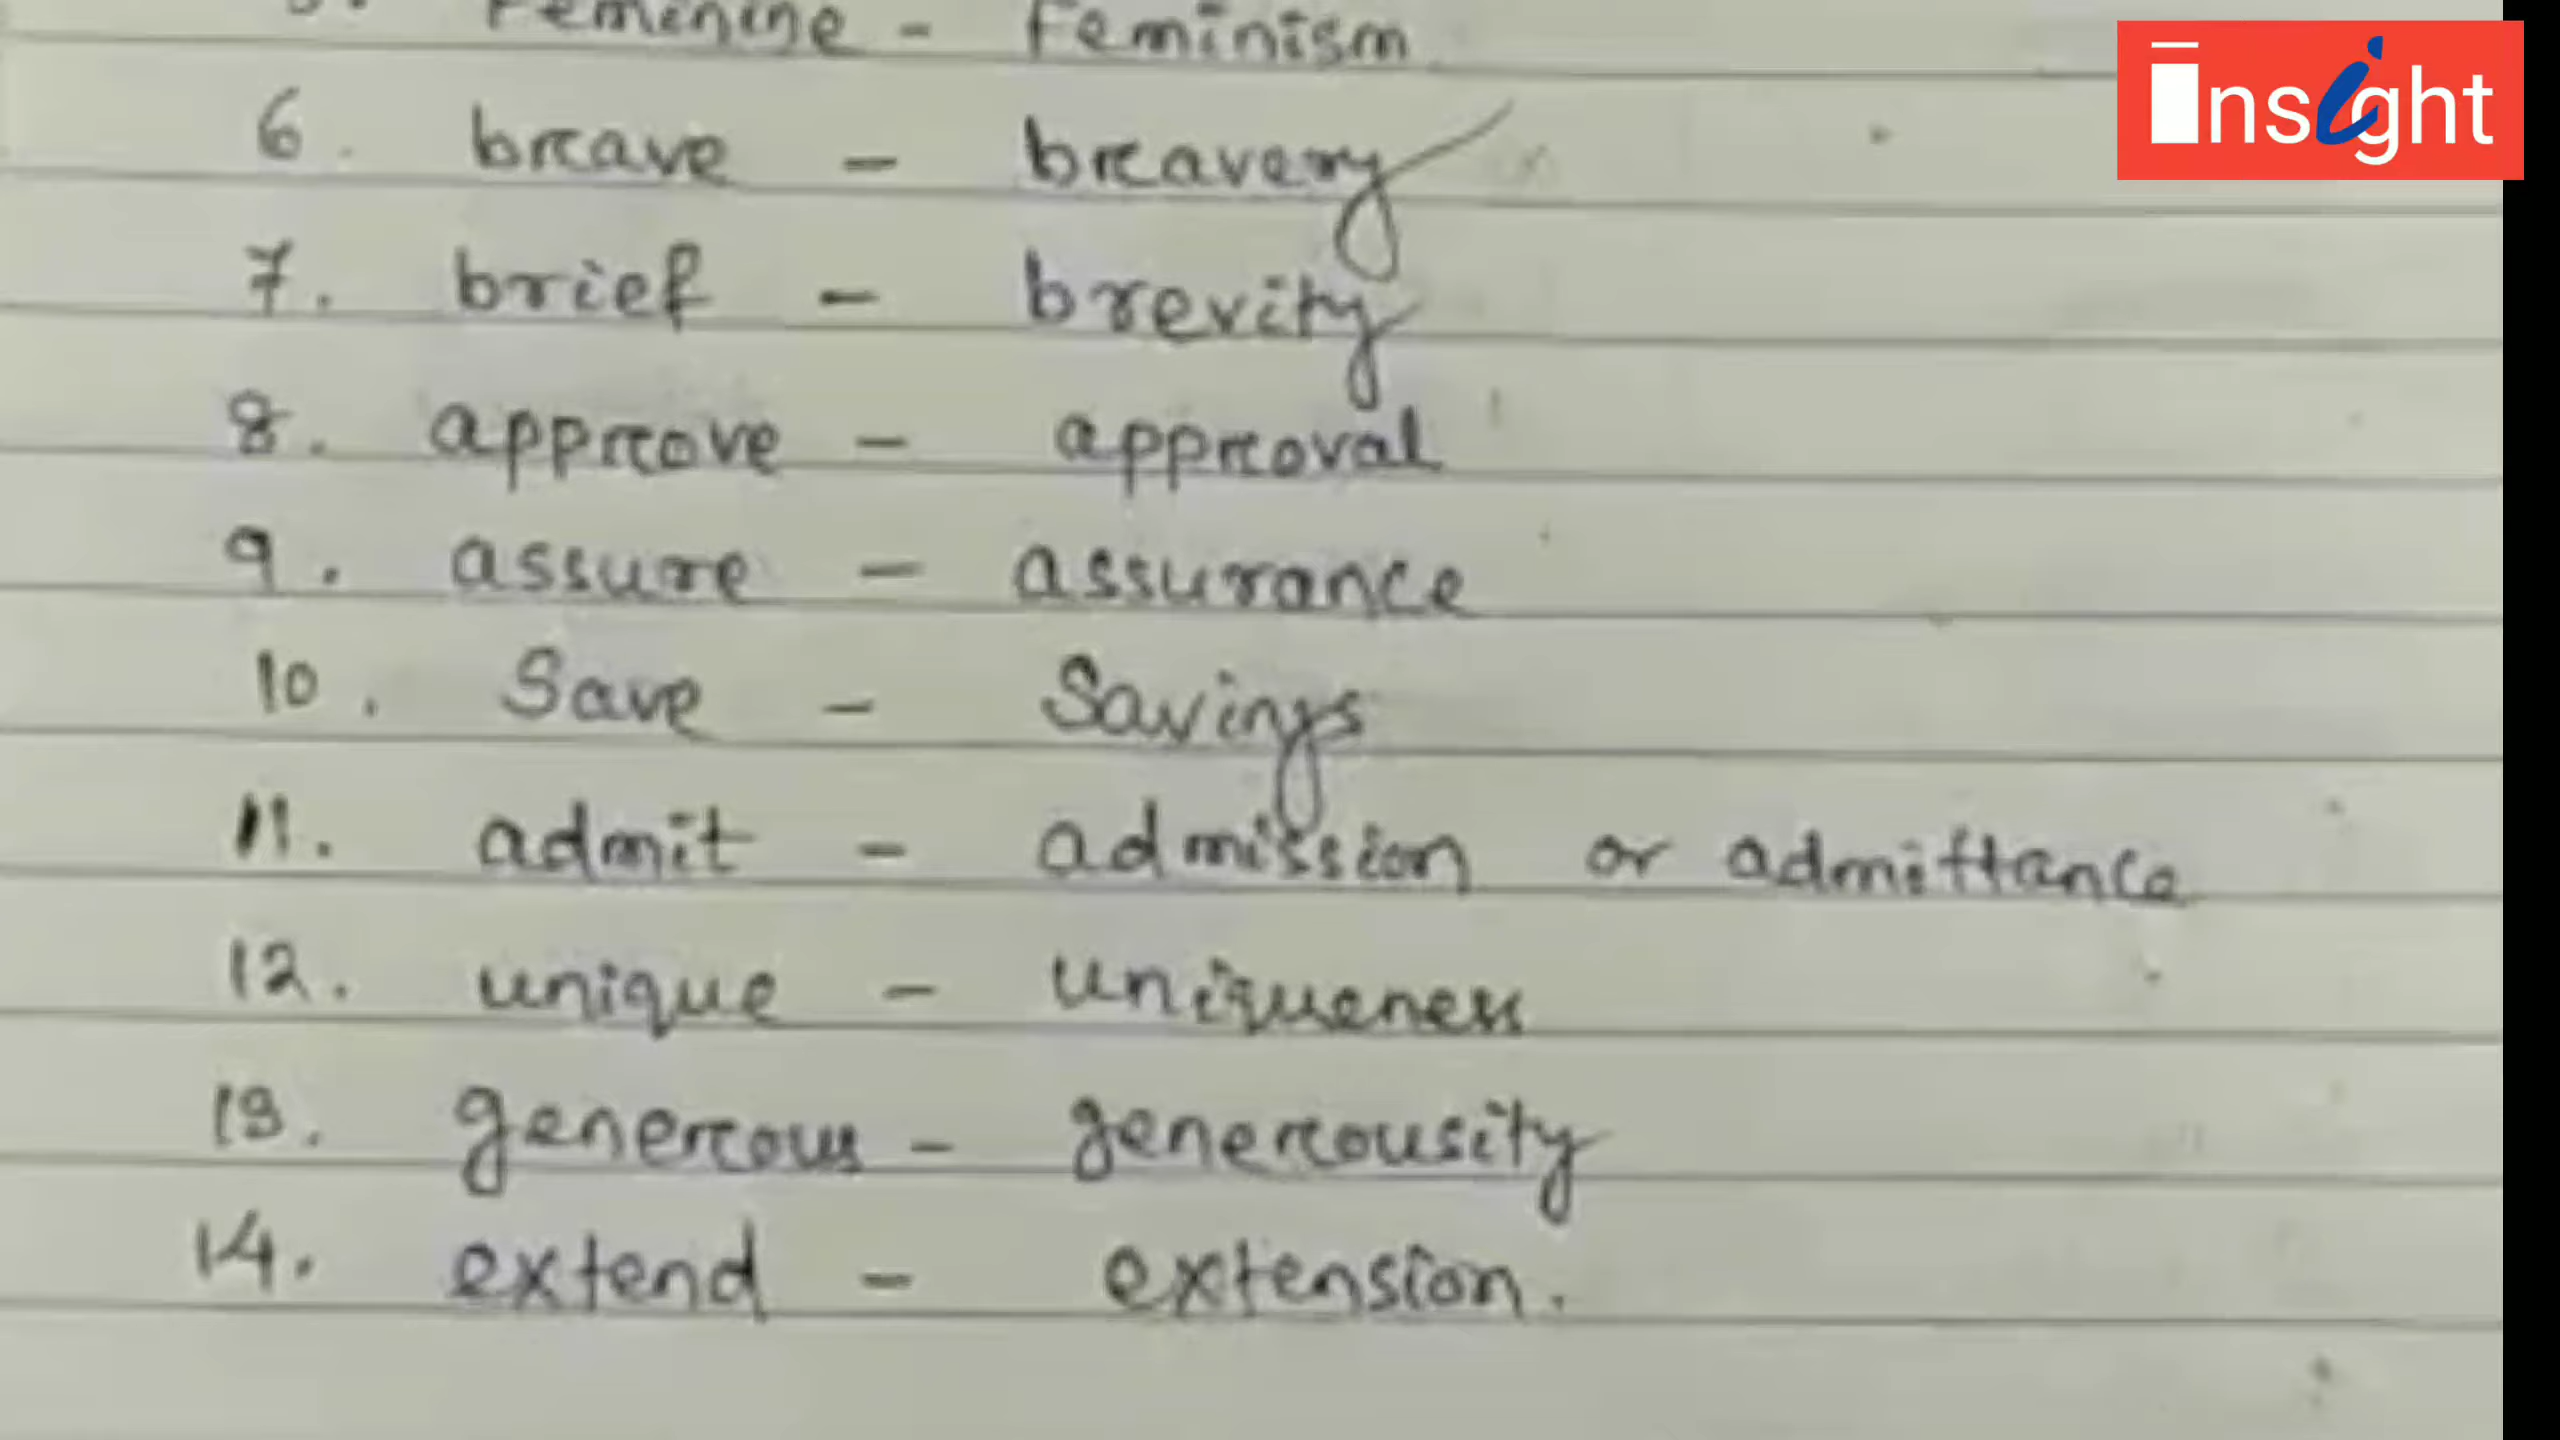 5. Feminine - Feminism
Insight
6. brave - bravery
7. brief - brevity
8. approve - approval
9. assure - assurance
10. Save - Savings
11. admit - admission or admittance
12. unique - uniqueness
13. generous - generousity
14. extend - extension.